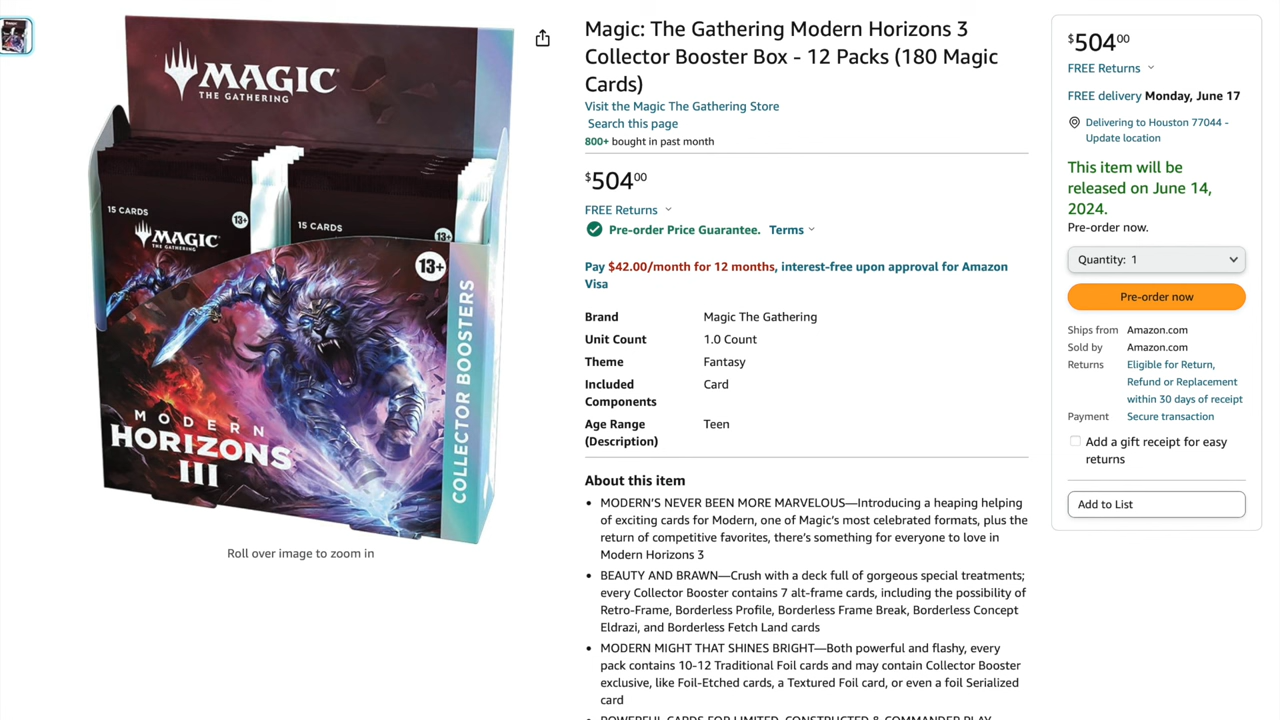 MAGIC
THE GATHERING
15 CARDS
13+
MAGIC
THE GATHERING
15 CARDS
13+
13+
MODERN
HORIZONS
III
COLLECTOR BOOSTERS
Roll over image to zoom in
Magic: The Gathering Modern Horizons 3
Collector Booster Box - 12 Packs (180 Magic
Cards)
Visit the Magic The Gathering Store
Search this page
800+ bought in past month
$504⁰⁰
FREE Returns
Pre-order Price Guarantee. Terms
Pay $42.00/month for 12 months, interest-free upon approval for Amazon
Visa
Brand Magic The Gathering
Unit Count 1.0 Count
Theme Fantasy
Included Card
Components
Age Range Teen
(Description)
About this item
• MODERN'S NEVER BEEN MORE MARVELOUS—Introducing a heaping helping
of exciting cards for Modern, one of Magic's most celebrated formats, plus the
return of competitive favorites, there's something for everyone to love in
Modern Horizons 3
• BEAUTY AND BRAWN—Crush with a deck full of gorgeous special treatments;
every Collector Booster contains 7 alt-frame cards, including the possibility of
Retro-Frame, Borderless Profile, Borderless Frame Break, Borderless Concept
Eldrazi, and Borderless Fetch Land cards
• MODERN MIGHT THAT SHINES BRIGHT—Both powerful and flashy, every
pack contains 10-12 Traditional Foil cards and may contain Collector Booster
exclusive, like Foil-Etched cards, a Textured Foil card, or even a foil Serialized
card
• POWERFUL CARDS FOR LIMITED, CONSTRUCTED & COMMANDER PLAY
$504⁰⁰
FREE Returns
FREE delivery Monday, June 17
Delivering to Houston 77044 -
Update location
This item will be
released on June 14,
2024.
Pre-order now.
Quantity: 1
Pre-order now
Ships from Amazon.com
Sold by Amazon.com
Returns Eligible for Return,
Refund or Replacement
within 30 days of receipt
Payment Secure transaction
Add a gift receipt for easy
returns
Add to List